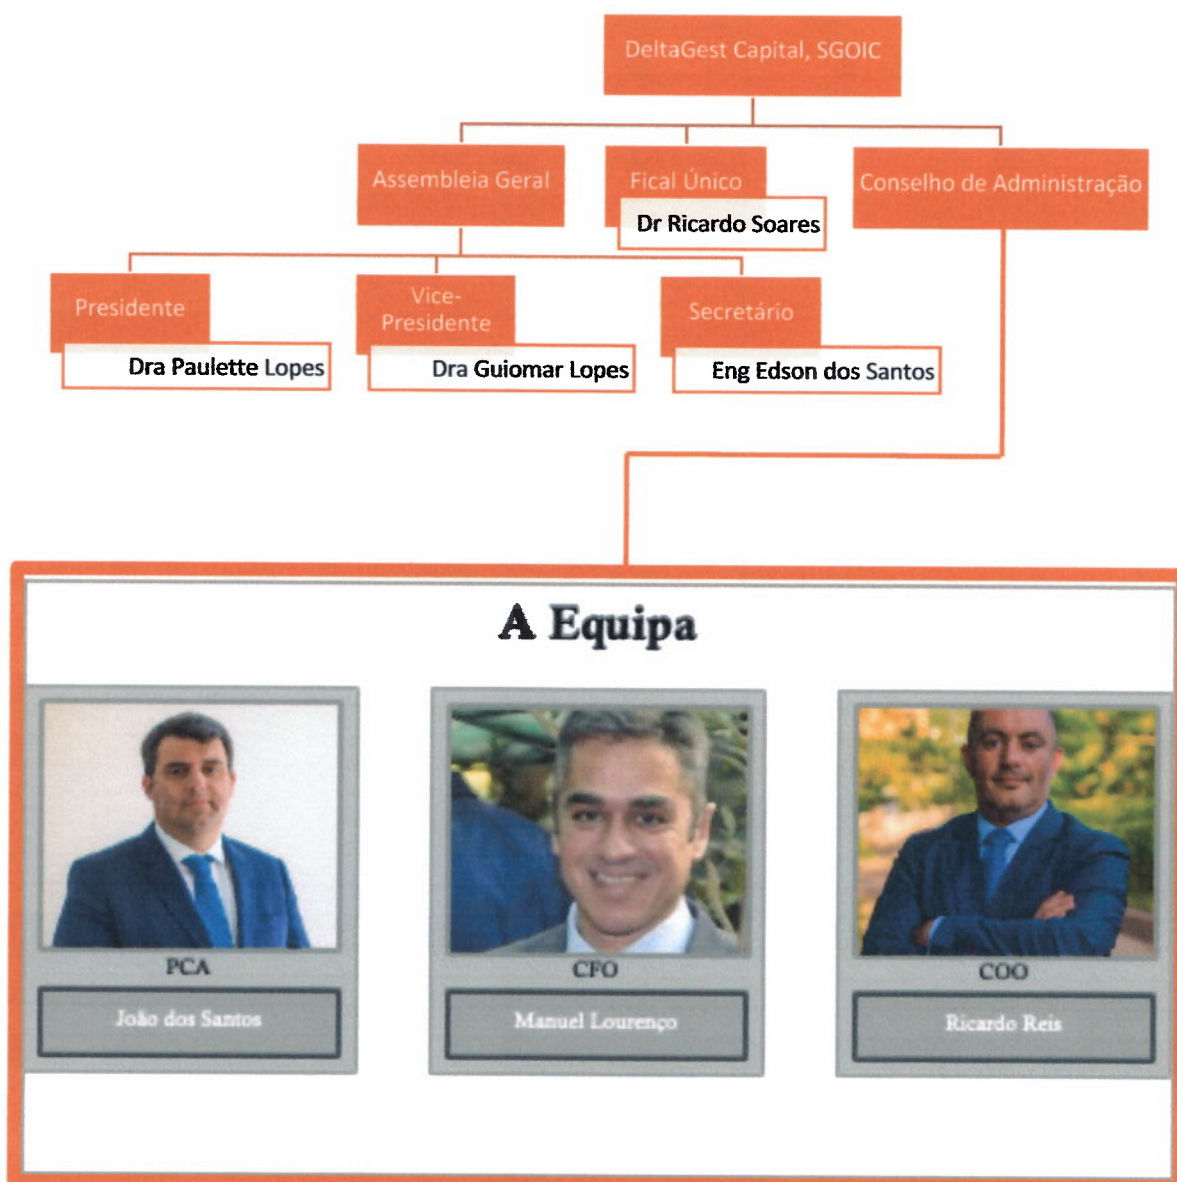 DeltaGest Capital, SGOIC
Assembleia Geral
Fical Único
Conselho de Administração
Dr Ricardo Soares
Presidente
Vice-
Presidente
Secretário
Dra Paulette Lopes
Dra Guiomar Lopes
Eng Edson dos Santos
A Equipa
PCA
CFO
COO
João dos Santos
Manuel Lourenço
Ricardo Reis